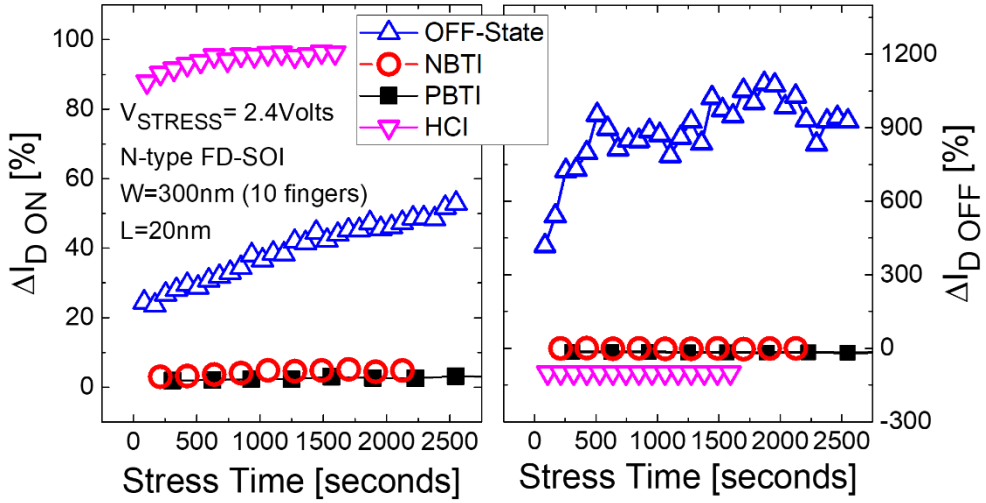 100
80
60
40
20
0
ΔI_D ON [%]
V_STRESS= 2.4Volts
N-type FD-SOI
W=300nm (10 fingers)
L=20nm
0 500 1000 1500 2000 2500
Stress Time [seconds]
OFF-State
NBTI
PBTI
HCI
1200
900
600
300
0
-300
ΔI_D OFF [%]
0 500 1000 1500 2000 2500
Stress Time [seconds]